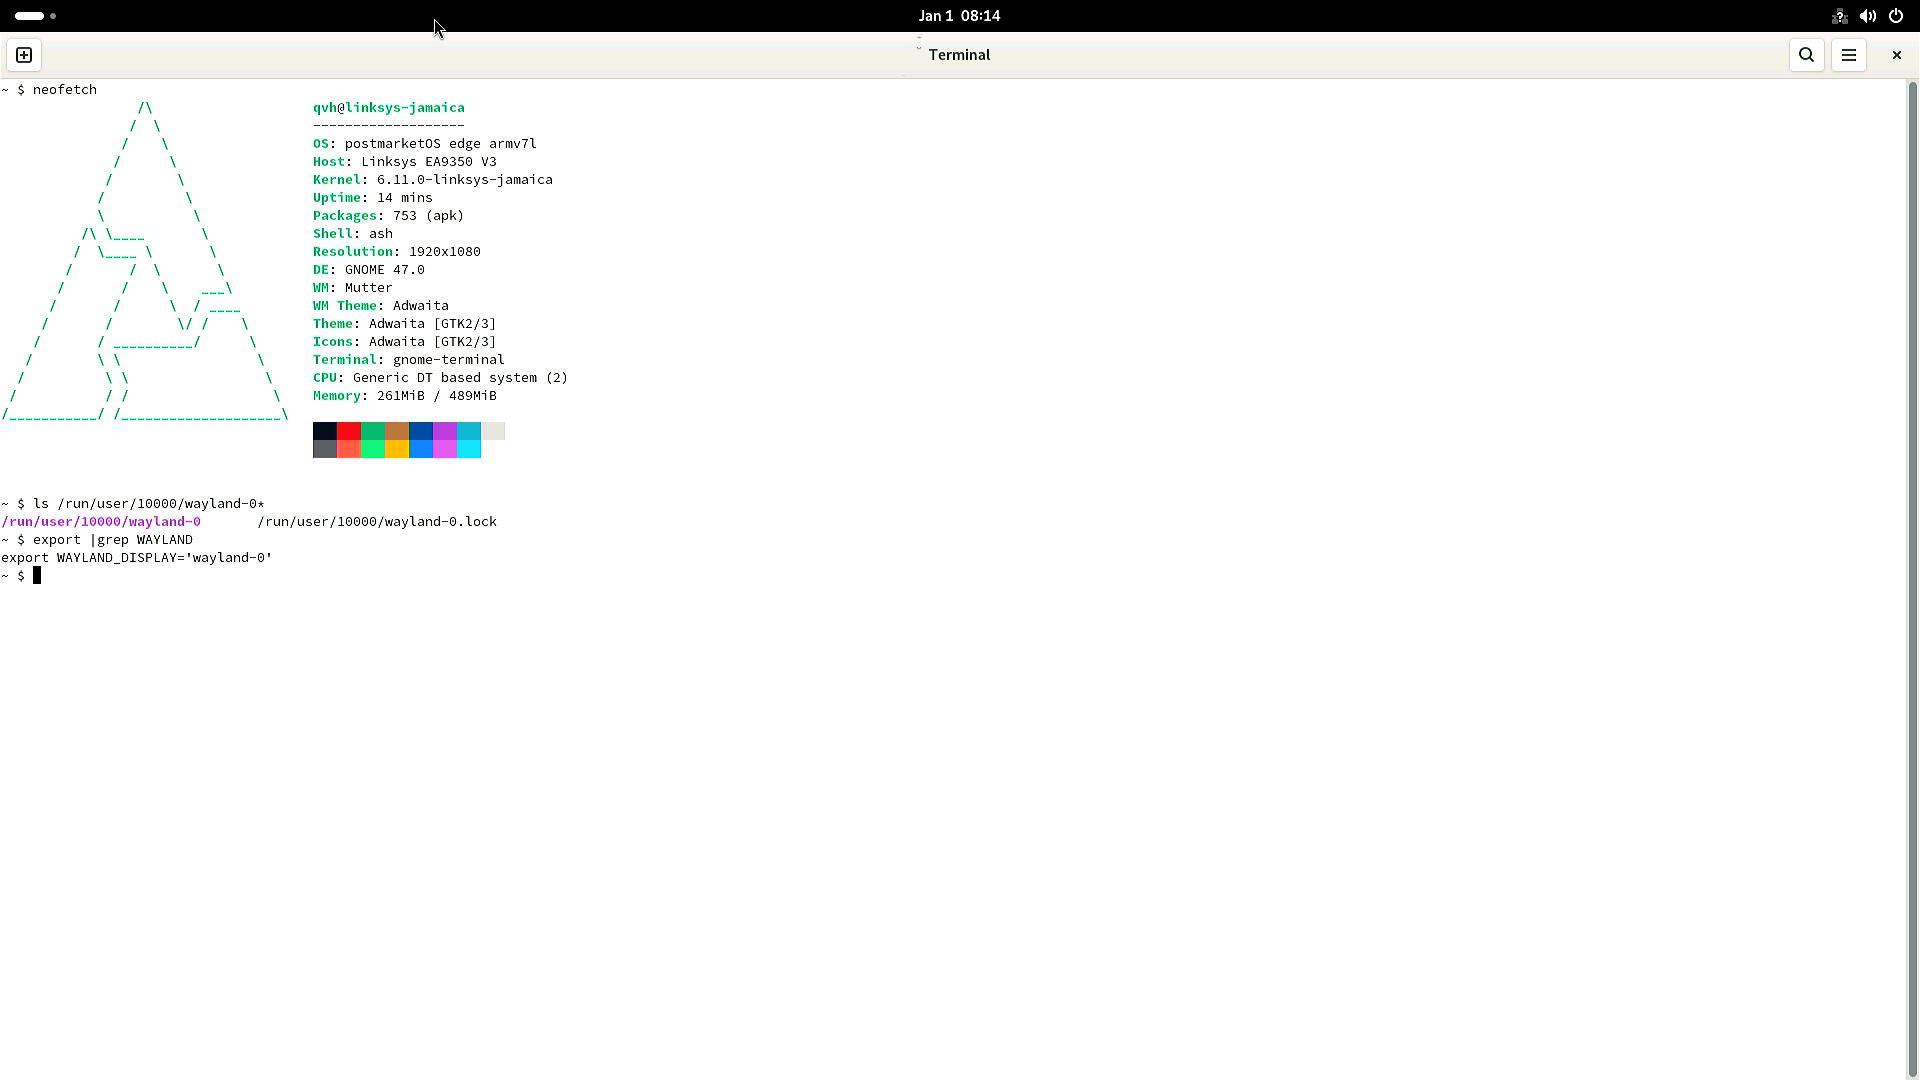 Jan 1 08:14
Terminal
~ $ neofetch
qvh@linksys-jamaica
-------------------
OS: postmarketOS edge armv7l
Host: Linksys EA9350 V3
Kernel: 6.11.0-linksys-jamaica
Uptime: 14 mins
Packages: 753 (apk)
Shell: ash
Resolution: 1920x1080
DE: GNOME 47.0
WM: Mutter
WM Theme: Adwaita
Theme: Adwaita [GTK2/3]
Icons: Adwaita [GTK2/3]
Terminal: gnome-terminal
CPU: Generic DT based system (2)
Memory: 261MiB / 489MiB
~ $ ls /run/user/10000/wayland-0*
/run/user/10000/wayland-0 /run/user/10000/wayland-0.lock
~ $ export |grep WAYLAND
export WAYLAND_DISPLAY='wayland-0'
~ $